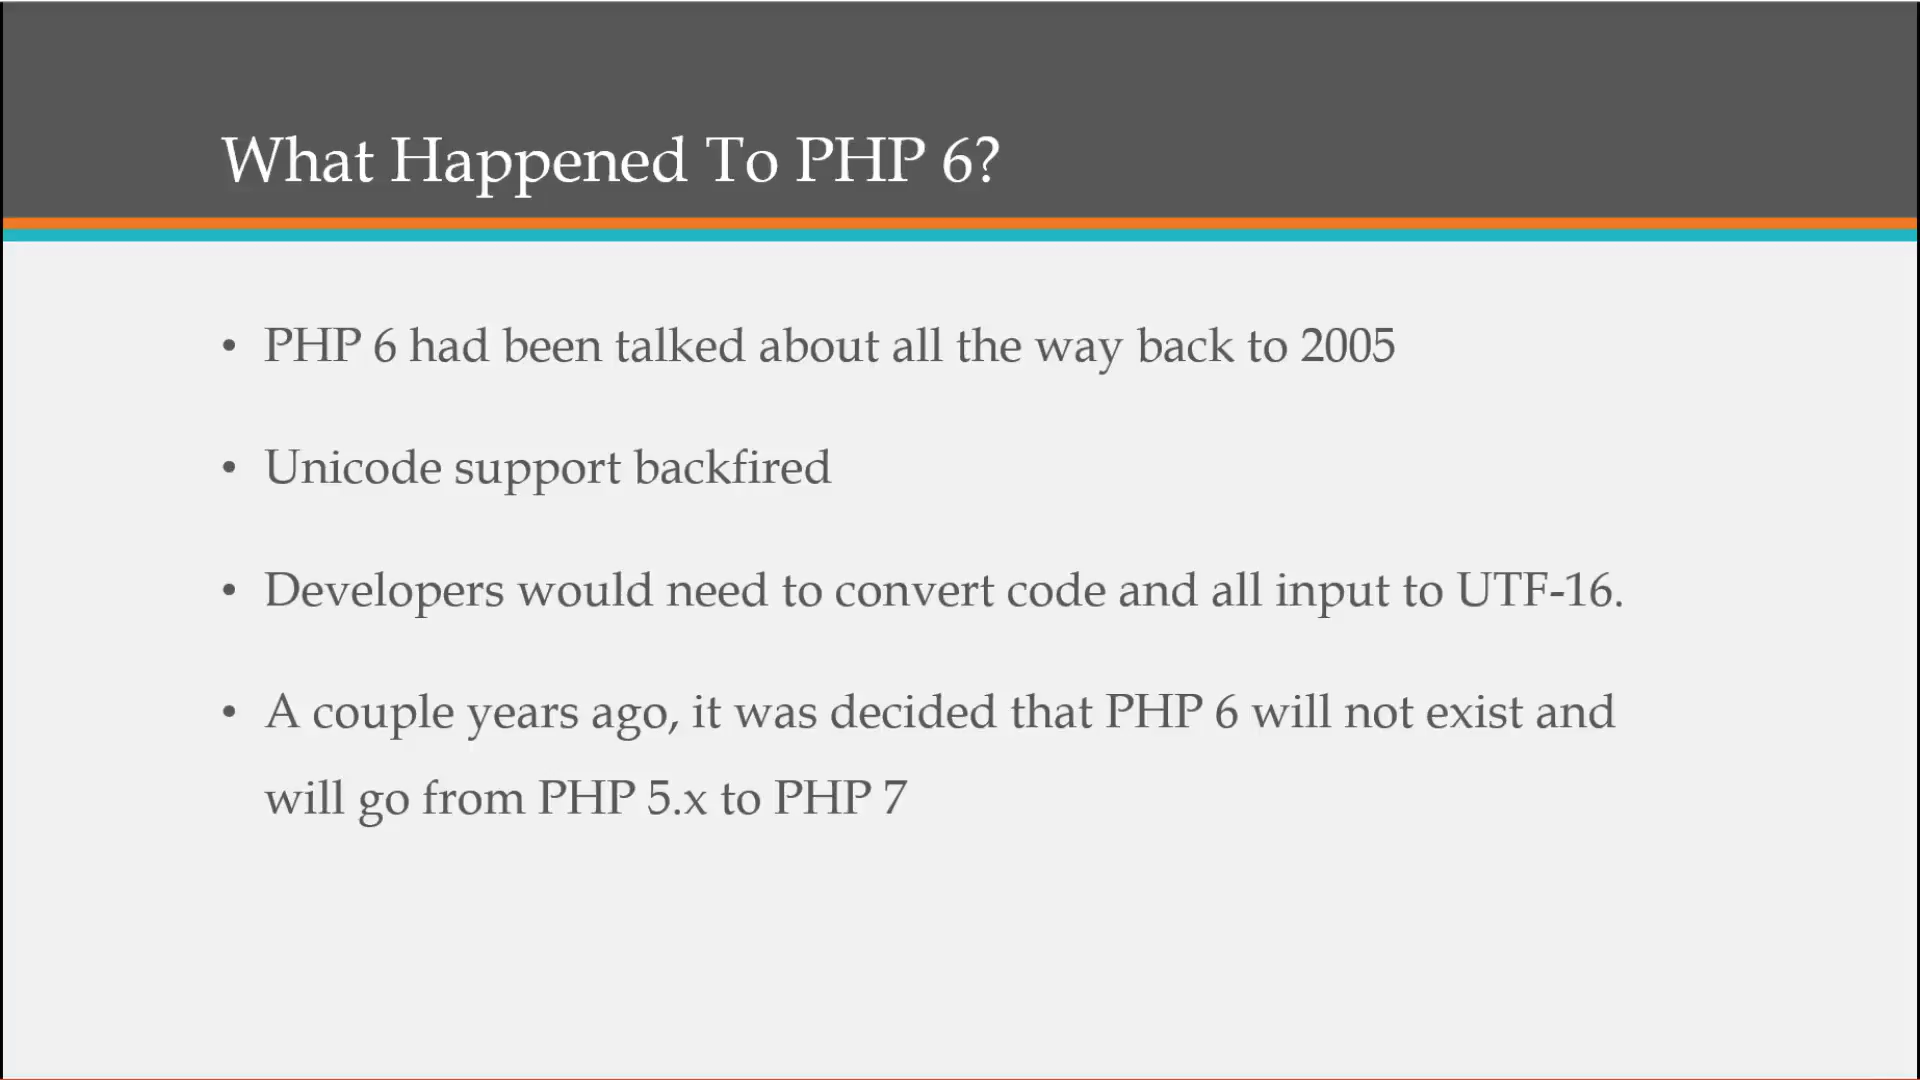 What Happened To PHP 6?
• PHP 6 had been talked about all the way back to 2005
• Unicode support backfired
• Developers would need to convert code and all input to UTF-16.
• A couple years ago, it was decided that PHP 6 will not exist and
will go from PHP 5.x to PHP 7